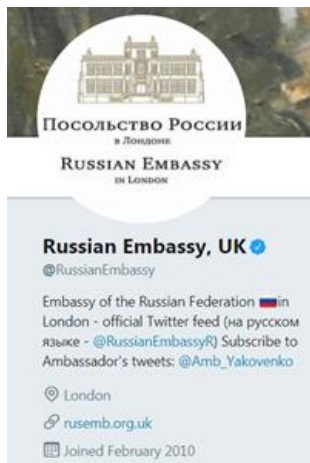 Посольство России
в Лондоне
Russian Embassy
in London
Russian Embassy, UK
@RussianEmbassy
Embassy of the Russian Federation 🇷🇺in
London - official Twitter feed (на русском
языке - @RussianEmbassyR) Subscribe to
Ambassador's tweets: @Amb_Yakovenko
London
rusemb.org.uk
Joined February 2010